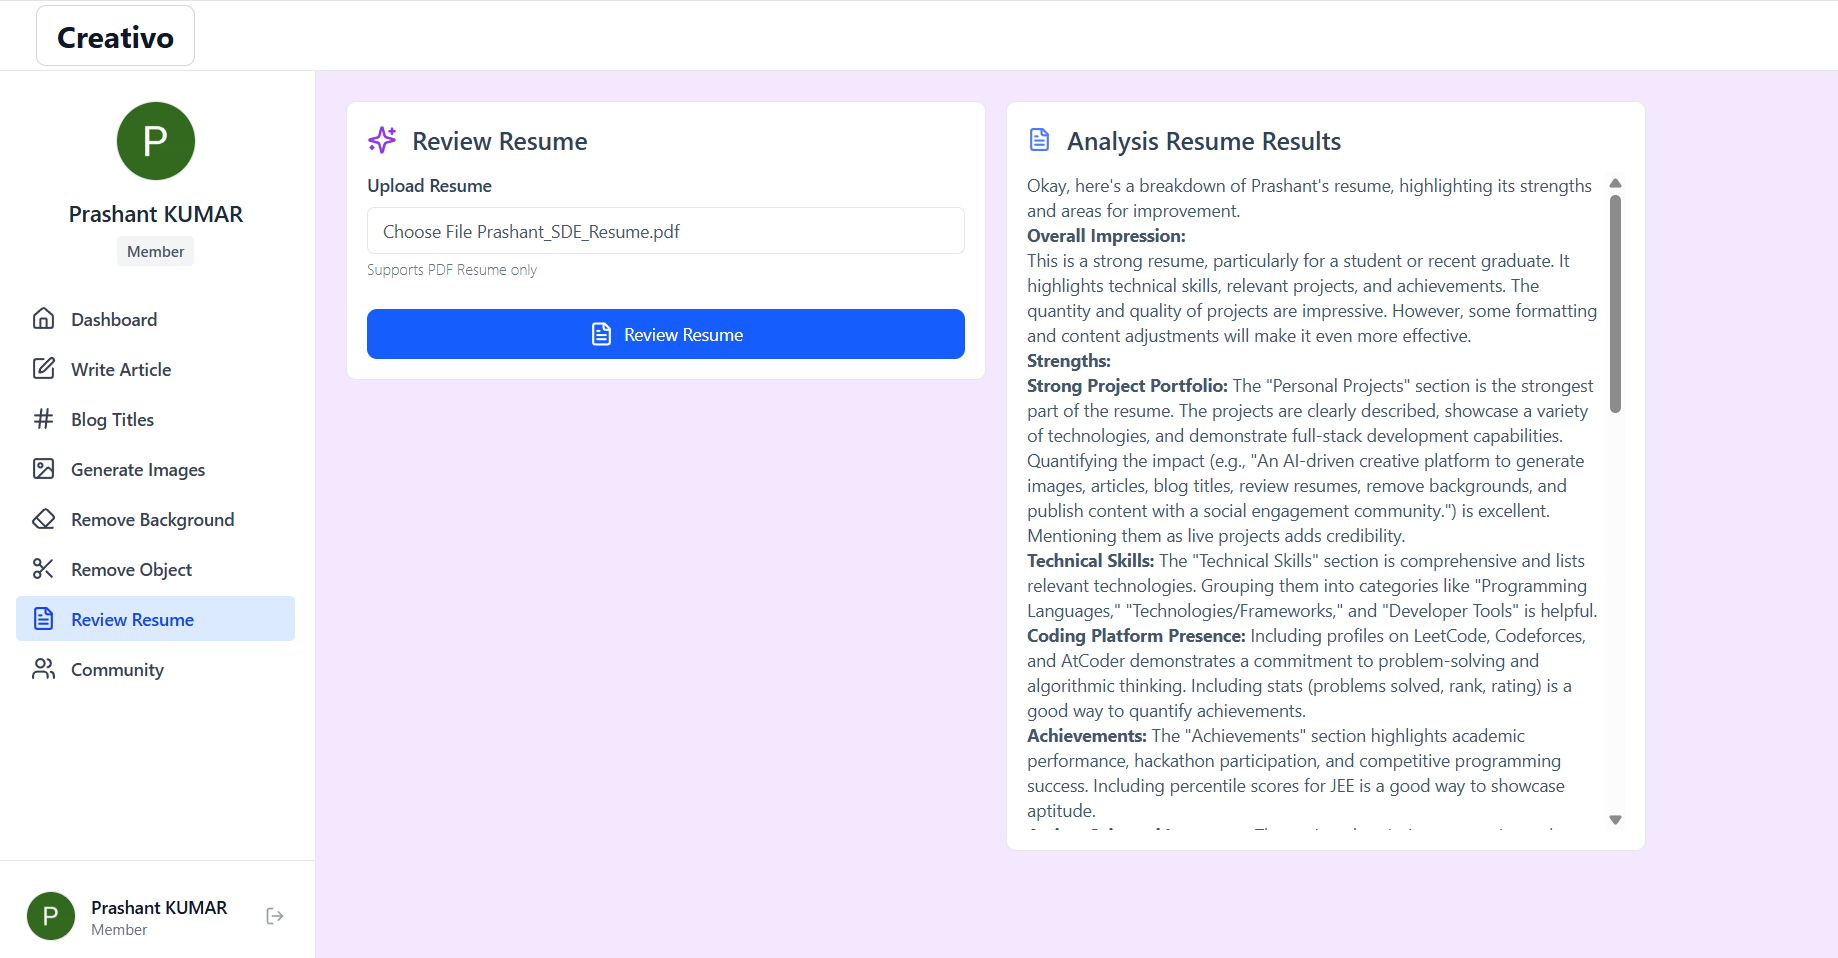 Creativo
P
Prashant KUMAR
Member
Dashboard
Write Article
Blog Titles
Generate Images
Remove Background
Remove Object
Review Resume
Community
P
Prashant KUMAR
Member
Review Resume
Upload Resume
Choose File Prashant_SDE_Resume.pdf
Supports PDF Resume only
Review Resume
Analysis Resume Results
Okay, here's a breakdown of Prashant's resume, highlighting its strengths
and areas for improvement.
Overall Impression:
This is a strong resume, particularly for a student or recent graduate. It
highlights technical skills, relevant projects, and achievements. The
quantity and quality of projects are impressive. However, some formatting
and content adjustments will make it even more effective.
Strengths:
Strong Project Portfolio: The "Personal Projects" section is the strongest
part of the resume. The projects are clearly described, showcase a variety
of technologies, and demonstrate full-stack development capabilities.
Quantifying the impact (e.g., "An AI-driven creative platform to generate
images, articles, blog titles, review resumes, remove backgrounds, and
publish content with a social engagement community.") is excellent.
Mentioning them as live projects adds credibility.
Technical Skills: The "Technical Skills" section is comprehensive and lists
relevant technologies. Grouping them into categories like "Programming
Languages," "Technologies/Frameworks," and "Developer Tools" is helpful.
Coding Platform Presence: Including profiles on LeetCode, Codeforces,
and AtCoder demonstrates a commitment to problem-solving and
algorithmic thinking. Including stats (problems solved, rank, rating) is a
good way to quantify achievements.
Achievements: The "Achievements" section highlights academic
performance, hackathon participation, and competitive programming
success. Including percentile scores for JEE is a good way to showcase
aptitude.